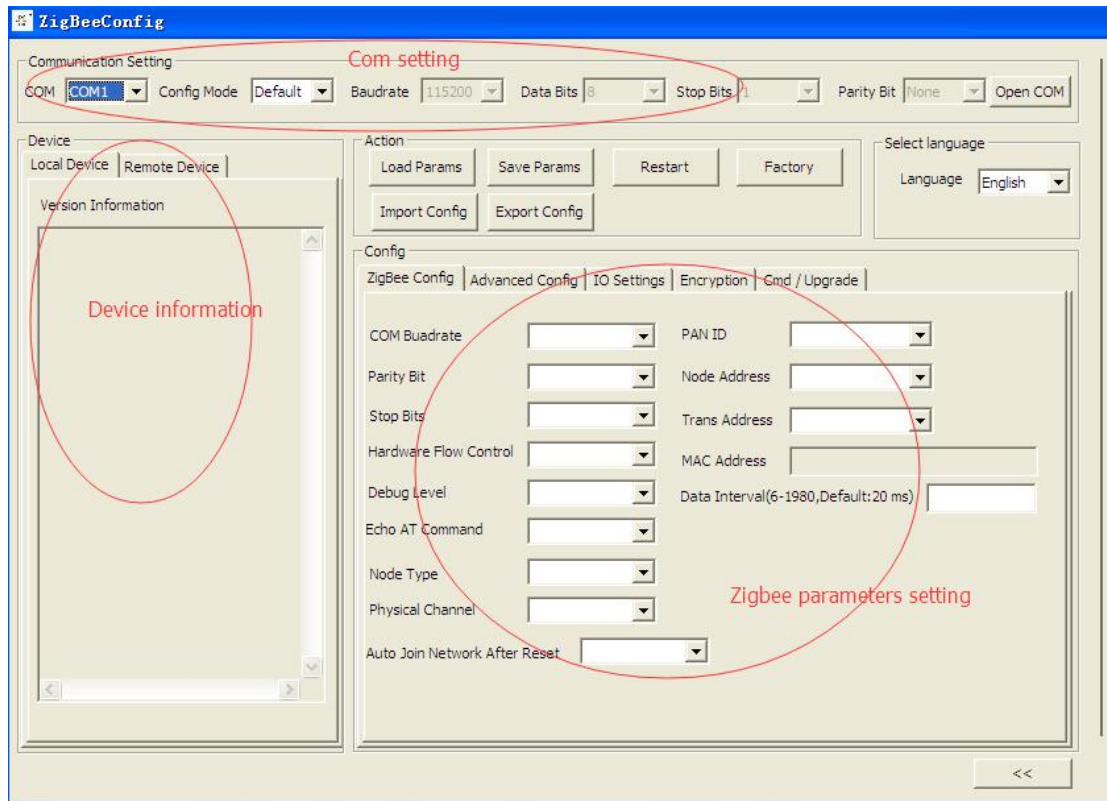 ZigBeeConfig
Communication Setting
Com setting
COM COM1 Config Mode Default Baudrate 115200 Data Bits 8 Stop Bits 1 Parity Bit None Open COM
Device
Local Device Remote Device
Version Information
Device information
Action
Load Params Save Params Restart Factory
Import Config Export Config
Select language
Language English
Config
ZigBee Config Advanced Config IO Settings Encryption Cmd / Upgrade
COM Buadrate PAN ID
Parity Bit Node Address
Stop Bits Trans Address
Hardware Flow Control MAC Address
Debug Level Data Interval(6-1980,Default:20 ms)
Echo AT Command
Node Type
Physical Channel
Zigbee parameters setting
Auto Join Network After Reset
<<